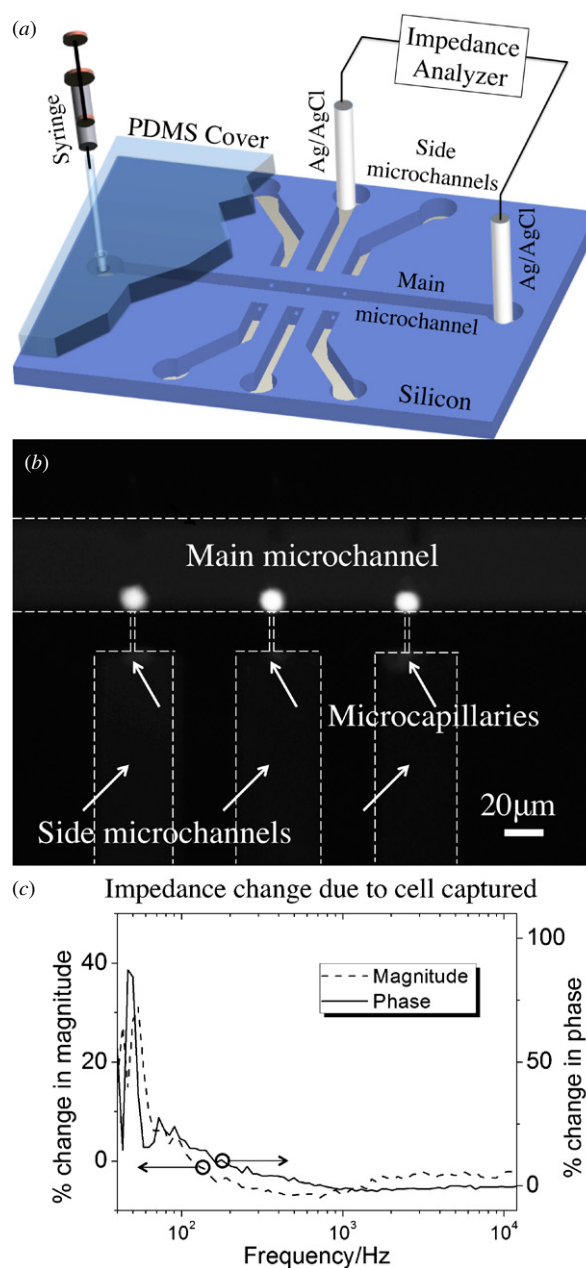 (a)
Impedance
Analyzer
Syringe
PDMS Cover
Ag/AgCl
Side
microchannels
Ag/AgCl
Main
microchannel
Silicon
(b)
Main microchannel
Microcapillaries
Side microchannels
20μm
(c) Impedance change due to cell captured
% change in magnitude
40
20
0
Magnitude
Phase
100
50
0
% change in phase
10²
10³
10⁴
Frequency/Hz